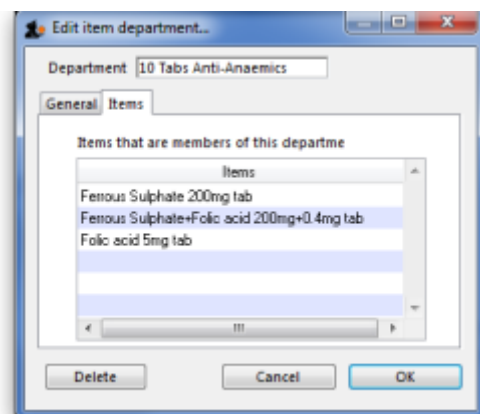 Edit item department...
Department 10 Tabs Anti-Anaemics
General Items
Items that are members of this departme
Items
Ferrous Sulphate 200mg tab
Ferrous Sulphate+Folic acid 200mg+0.4mg tab
Folic acid 5mg tab
Delete Cancel OK